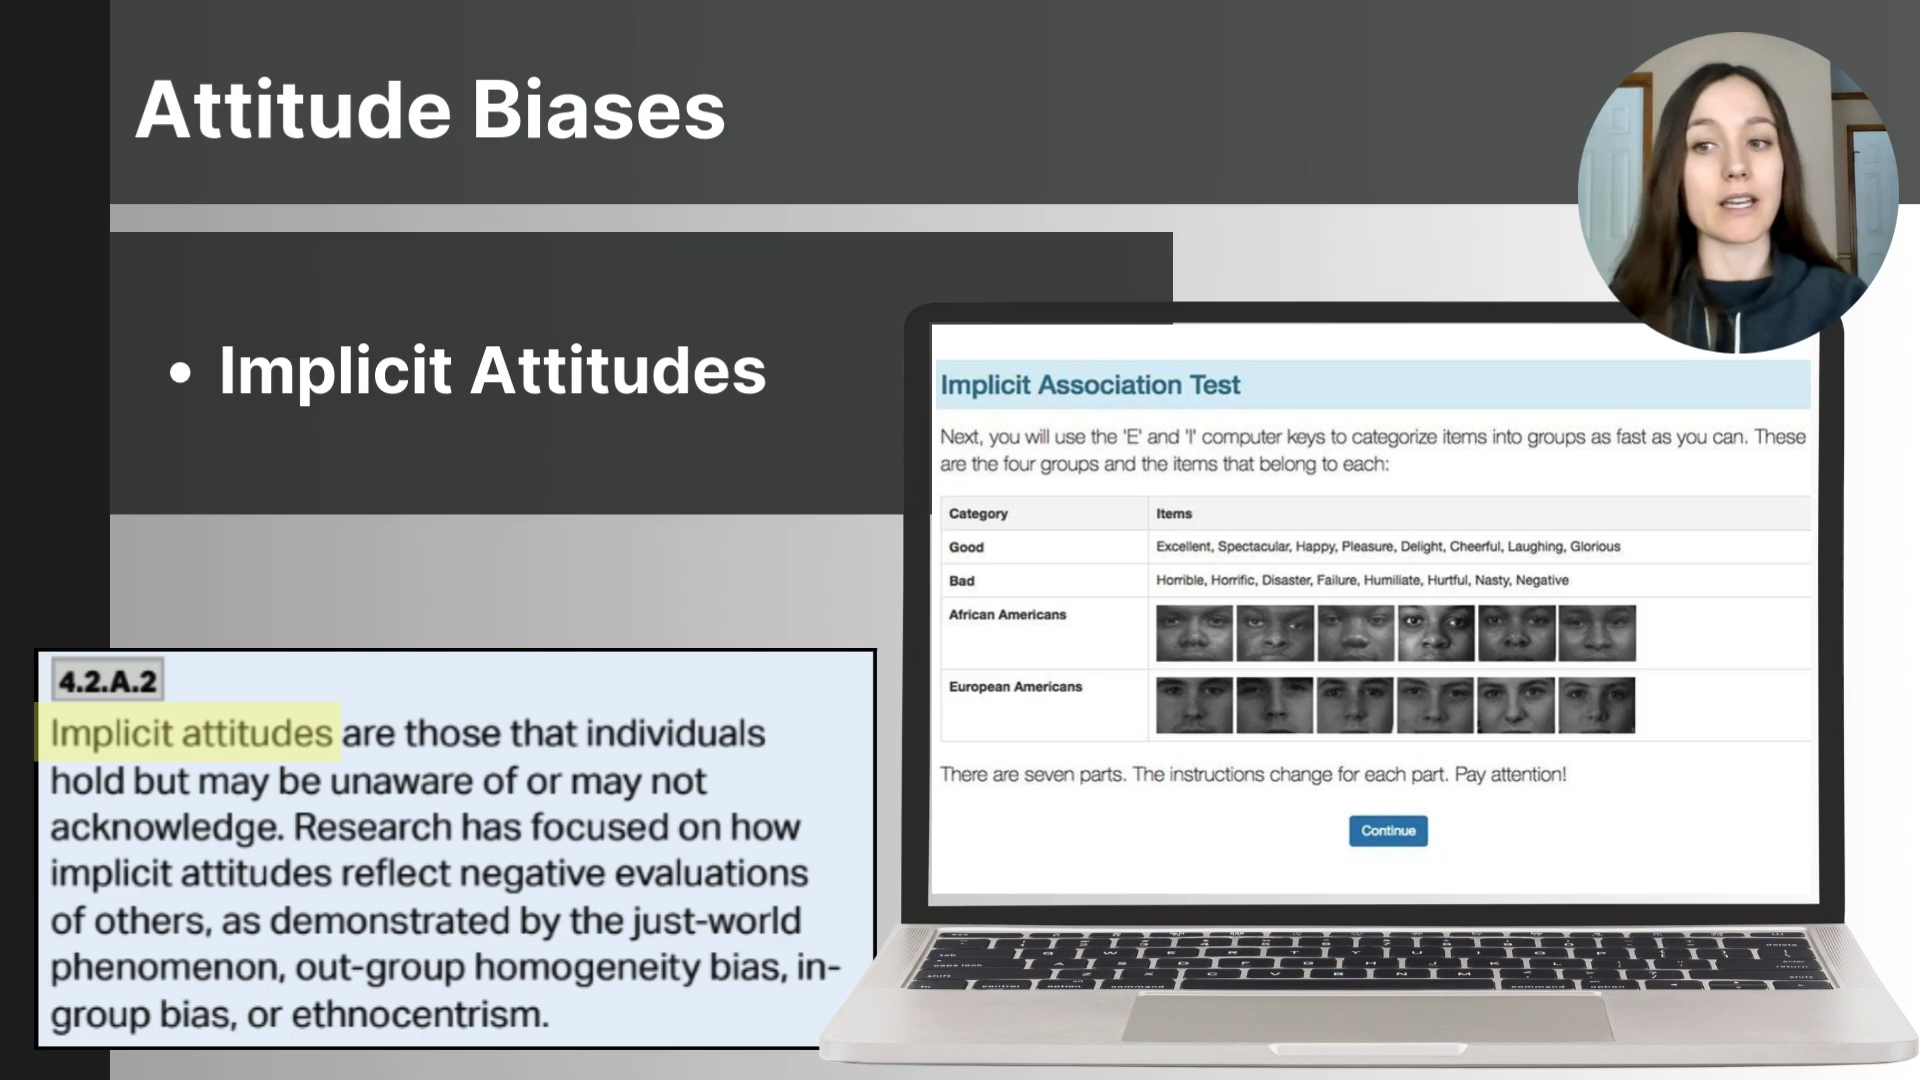 Attitude Biases
• Implicit Attitudes
4.2.A.2
Implicit attitudes are those that individuals
hold but may be unaware of or may not
acknowledge. Research has focused on how
implicit attitudes reflect negative evaluations
of others, as demonstrated by the just-world
phenomenon, out-group homogeneity bias, in-
group bias, or ethnocentrism.
Implicit Association Test
Next, you will use the 'E' and 'I' computer keys to categorize items into groups as fast as you can. These
are the four groups and the items that belong to each:
Category Items
Good Excellent, Spectacular, Happy, Pleasure, Delight, Cheerful, Laughing, Glorious
Bad Horrible, Horrific, Disaster, Failure, Humiliate, Hurtful, Nasty, Negative
African Americans
European Americans
There are seven parts. The instructions change for each part. Pay attention!
Continue